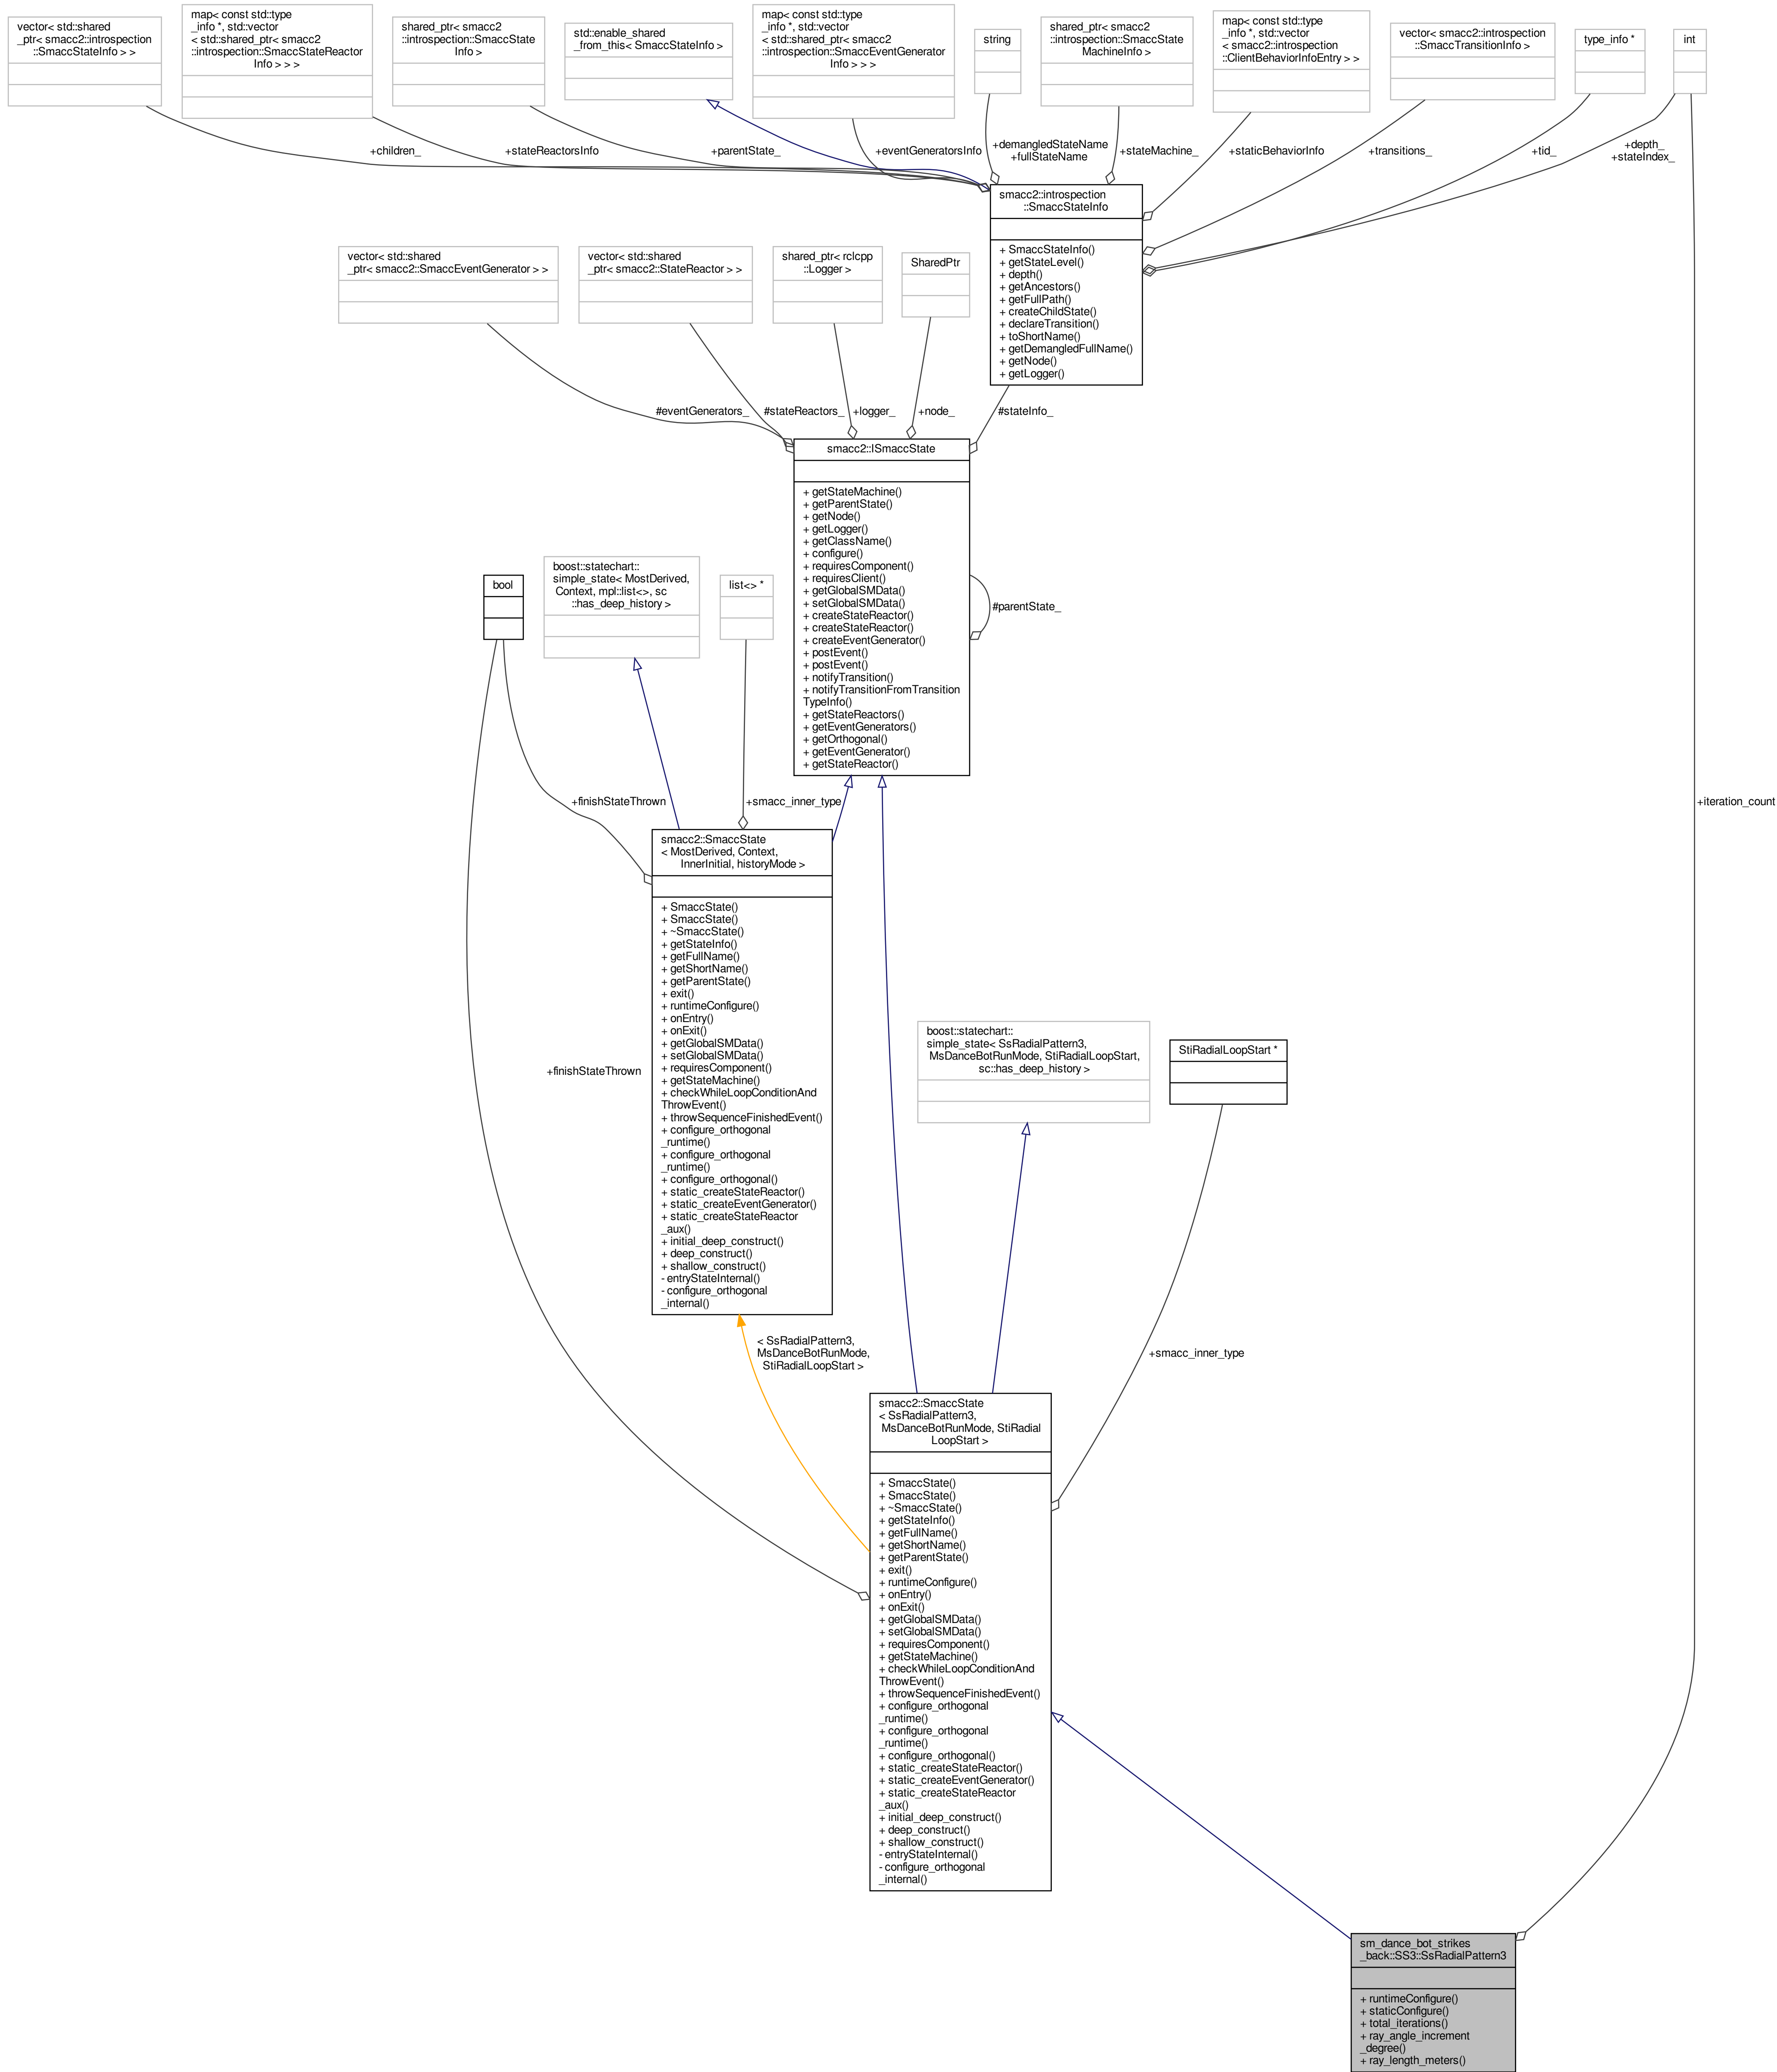 vector< std::shared
_ptr< smacc2::introspection
::SmaccStateInfo > >
map< const std::type
_info *, std::vector
< std::shared_ptr< smacc2
::introspection::SmaccStateReactor
Info > > >
shared_ptr< smacc2
::introspection::SmaccState
Info >
std::enable_shared
_from_this< SmaccStateInfo >
map< const std::type
_info *, std::vector
< std::shared_ptr< smacc2
::introspection::SmaccEventGenerator
Info > > >
string
shared_ptr< smacc2
::introspection::SmaccState
MachineInfo >
map< const std::type
_info *, std::vector
< smacc2::introspection
::ClientBehaviorInfoEntry > >
vector< smacc2::introspection
::SmaccTransitionInfo >
type_info *
int
+children_
+stateReactorsInfo
+parentState_
+eventGeneratorsInfo
+demangledStateName
+fullStateName
+stateMachine_
+staticBehaviorInfo
+transitions_
+tid_
+depth_
+stateIndex_
smacc2::introspection
::SmaccStateInfo
+ SmaccStateInfo()
+ getStateLevel()
+ depth()
+ getAncestors()
+ getFullPath()
+ createChildState()
+ declareTransition()
+ toShortName()
+ getDemangledFullName()
+ getNode()
+ getLogger()
vector< std::shared
_ptr< smacc2::SmaccEventGenerator > >
vector< std::shared
_ptr< smacc2::StateReactor > >
shared_ptr< rclcpp
::Logger >
SharedPtr
#eventGenerators_
#stateReactors_
+logger_
+node_
#stateInfo_
smacc2::ISmaccState
+ getStateMachine()
+ getParentState()
+ getNode()
+ getLogger()
+ getClassName()
+ configure()
+ requiresComponent()
+ requiresClient()
+ getGlobalSMData()
+ setGlobalSMData()
+ createStateReactor()
+ createStateReactor()
+ createEventGenerator()
+ postEvent()
+ postEvent()
+ notifyTransition()
+ notifyTransitionFromTransition
TypeInfo()
+ getStateReactors()
+ getEventGenerators()
+ getOrthogonal()
+ getEventGenerator()
+ getStateReactor()
#parentState_
bool
boost::statechart::
simple_state< MostDerived,
Context, mpl::list<>, sc
::has_deep_history >
list<> *
+finishStateThrown
+smacc_inner_type
+iteration_count
smacc2::SmaccState
< MostDerived, Context,
InnerInitial, historyMode >
+ SmaccState()
+ SmaccState()
+ ~SmaccState()
+ getStateInfo()
+ getFullName()
+ getShortName()
+ getParentState()
+ exit()
+ runtimeConfigure()
+ onEntry()
+ onExit()
+ getGlobalSMData()
+ setGlobalSMData()
+ requiresComponent()
+ getStateMachine()
+ checkWhileLoopConditionAnd
ThrowEvent()
+ throwSequenceFinishedEvent()
+ configure_orthogonal
_runtime()
+ configure_orthogonal
_runtime()
+ configure_orthogonal()
+ static_createStateReactor()
+ static_createEventGenerator()
+ static_createStateReactor
_aux()
+ initial_deep_construct()
+ deep_construct()
+ shallow_construct()
- entryStateInternal()
- configure_orthogonal
_internal()
+finishStateThrown
boost::statechart::
simple_state< SsRadialPattern3,
MsDanceBotRunMode, StiRadialLoopStart,
sc::has_deep_history >
StiRadialLoopStart *
< SsRadialPattern3,
MsDanceBotRunMode,
StiRadialLoopStart >
+smacc_inner_type
smacc2::SmaccState
< SsRadialPattern3,
MsDanceBotRunMode, StiRadial
LoopStart >
+ SmaccState()
+ SmaccState()
+ ~SmaccState()
+ getStateInfo()
+ getFullName()
+ getShortName()
+ getParentState()
+ exit()
+ runtimeConfigure()
+ onEntry()
+ onExit()
+ getGlobalSMData()
+ setGlobalSMData()
+ requiresComponent()
+ getStateMachine()
+ checkWhileLoopConditionAnd
ThrowEvent()
+ throwSequenceFinishedEvent()
+ configure_orthogonal
_runtime()
+ configure_orthogonal
_runtime()
+ configure_orthogonal()
+ static_createStateReactor()
+ static_createEventGenerator()
+ static_createStateReactor
_aux()
+ initial_deep_construct()
+ deep_construct()
+ shallow_construct()
- entryStateInternal()
- configure_orthogonal
_internal()
sm_dance_bot_strikes
_back::SS3::SsRadialPattern3
+ runtimeConfigure()
+ staticConfigure()
+ total_iterations()
+ ray_angle_increment
_degree()
+ ray_length_meters()